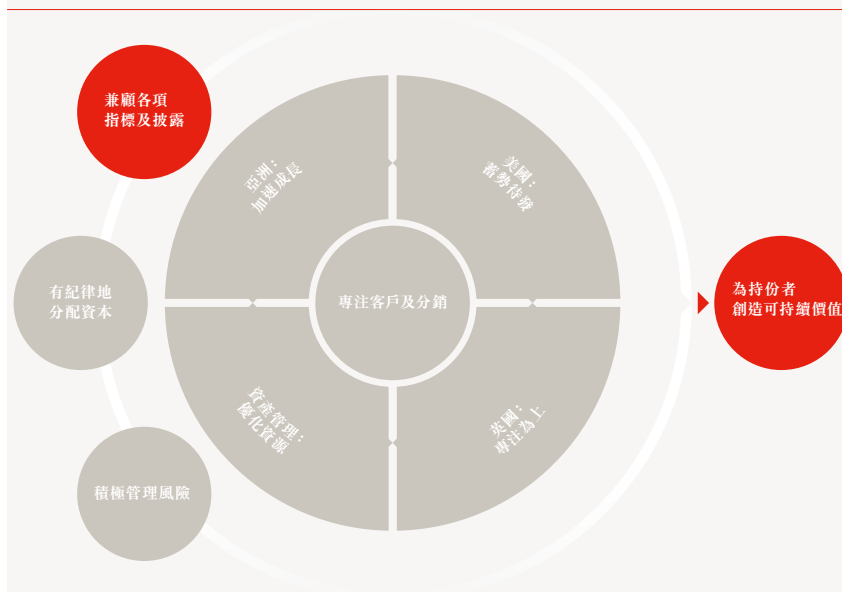 兼顧各項
指標及披露
亞洲：
加速成長
美國：
蓄勢待發
有紀律地
分配資本
專注客戶及分銷
為持份者
創造可持續價值
資產管理：
優化資源
英國：
專注為上
積極管理風險